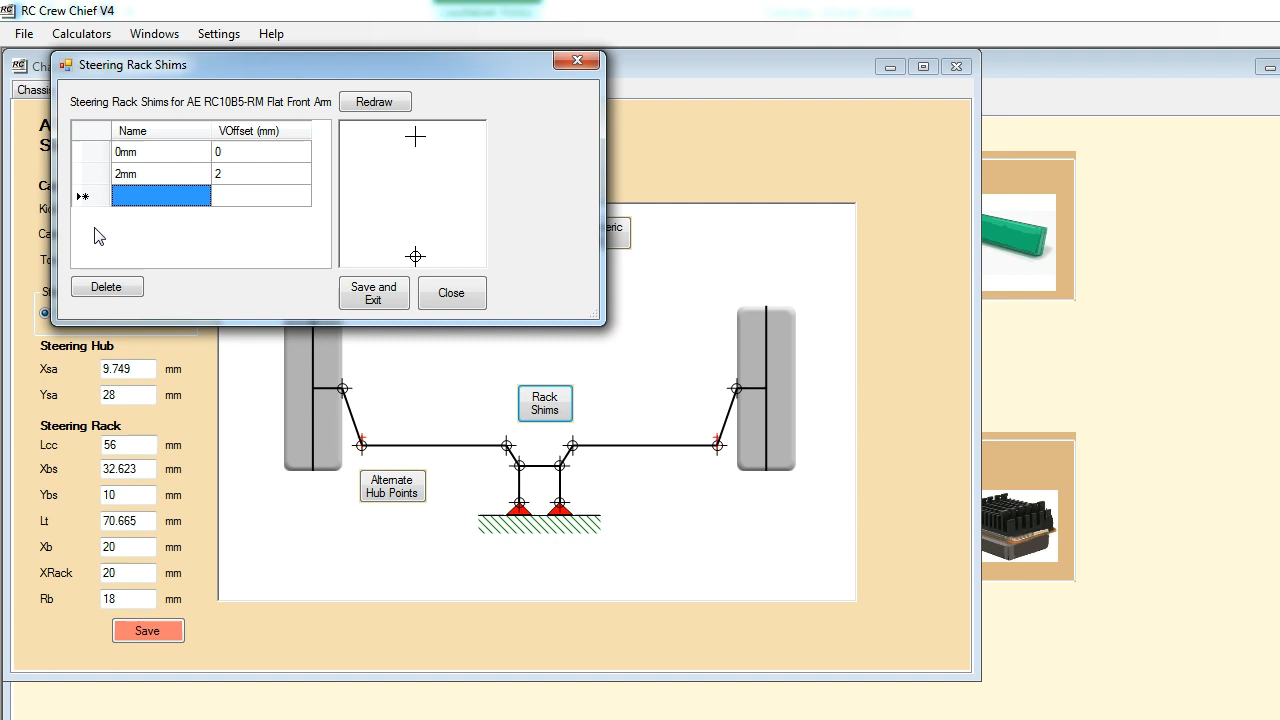 RC Crew Chief V4
File Calculators Windows Settings Help
Steering Rack Shims
Chassis
Steering Rack Shims for AE RC10B5-RM Flat Front Arm
Redraw
Name VOffset (mm)
0mm 0
2mm 2
Delete
Save and
Exit
Close
Steering Hub
Xsa 9.749 mm
Ysa 28 mm
Steering Rack
Lcc 56 mm
Xbs 32.623 mm
Ybs 10 mm
Lt 70.665 mm
Xb 20 mm
XRack 20 mm
Rb 18 mm
Save
Rack
Shims
Alternate
Hub Points